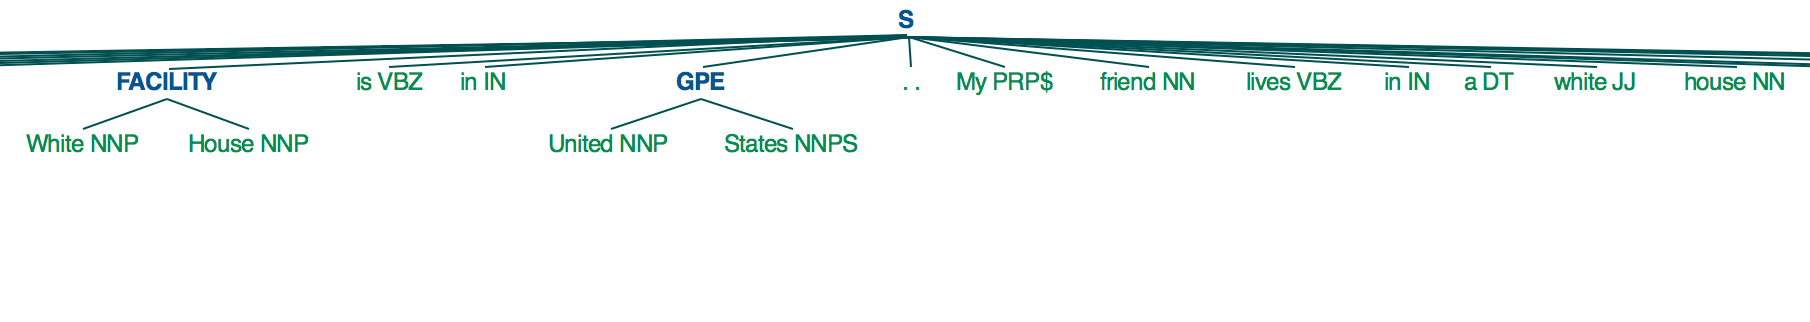 S
FACILITY is VBZ in IN GPE . . My PRP$ friend NN lives VBZ in IN a DT white JJ house NN
White NNP House NNP United NNP States NNPS